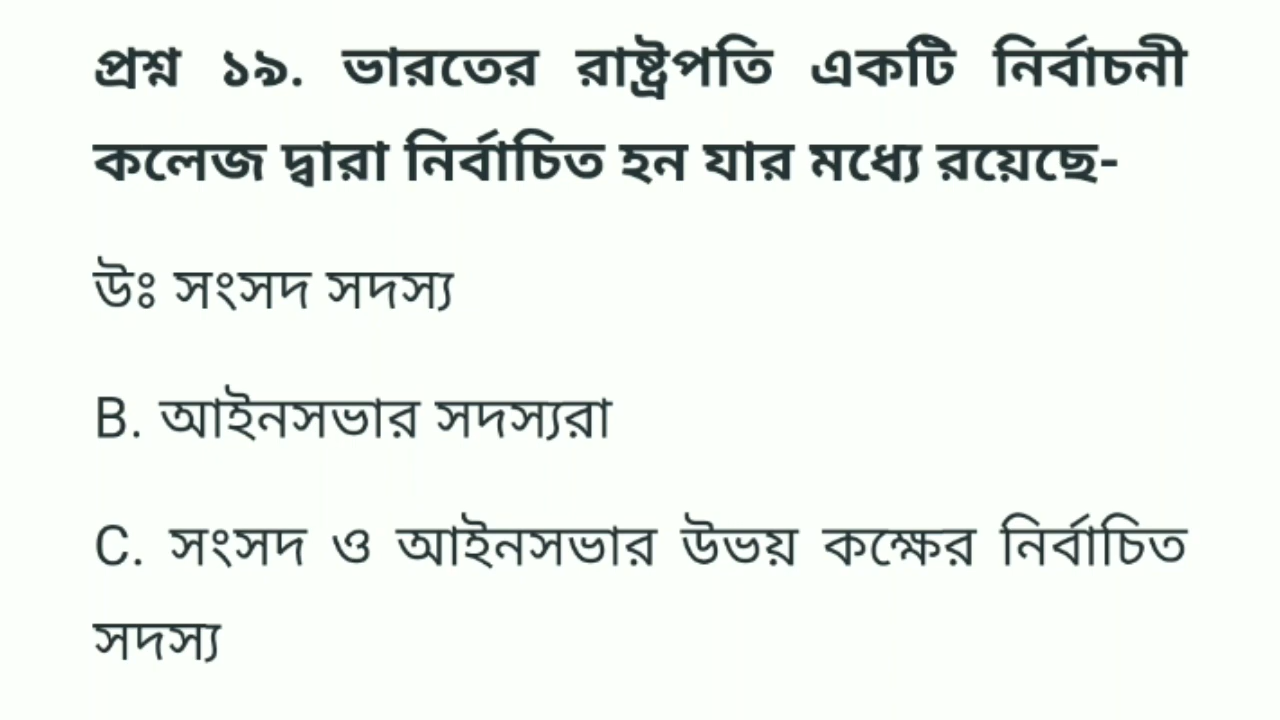 প্রশ্ন ১৯. ভারতের রাষ্ট্রপতি একটি নির্বাচনী
কলেজ দ্বারা নির্বাচিত হন যার মধ্যে রয়েছে-
উঃ সংসদ সদস্য
B. আইনসভার সদস্যরা
C. সংসদ ও আইনসভার উভয় কক্ষের নির্বাচিত
সদস্য